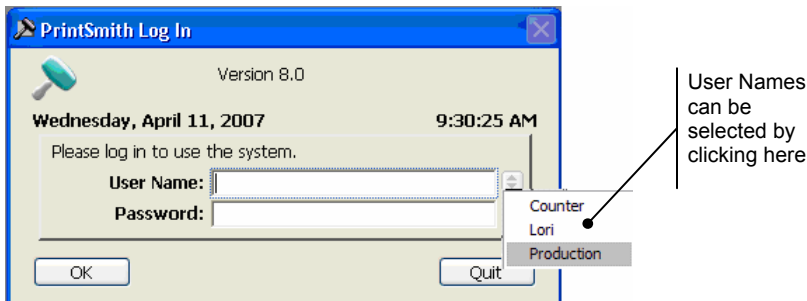 PrintSmith Log In
Version 8.0
Wednesday, April 11, 2007 9:30:25 AM
Please log in to use the system.
User Name:
Password:
Counter
Lori
Production
OK Quit
User Names
can be
selected by
clicking here